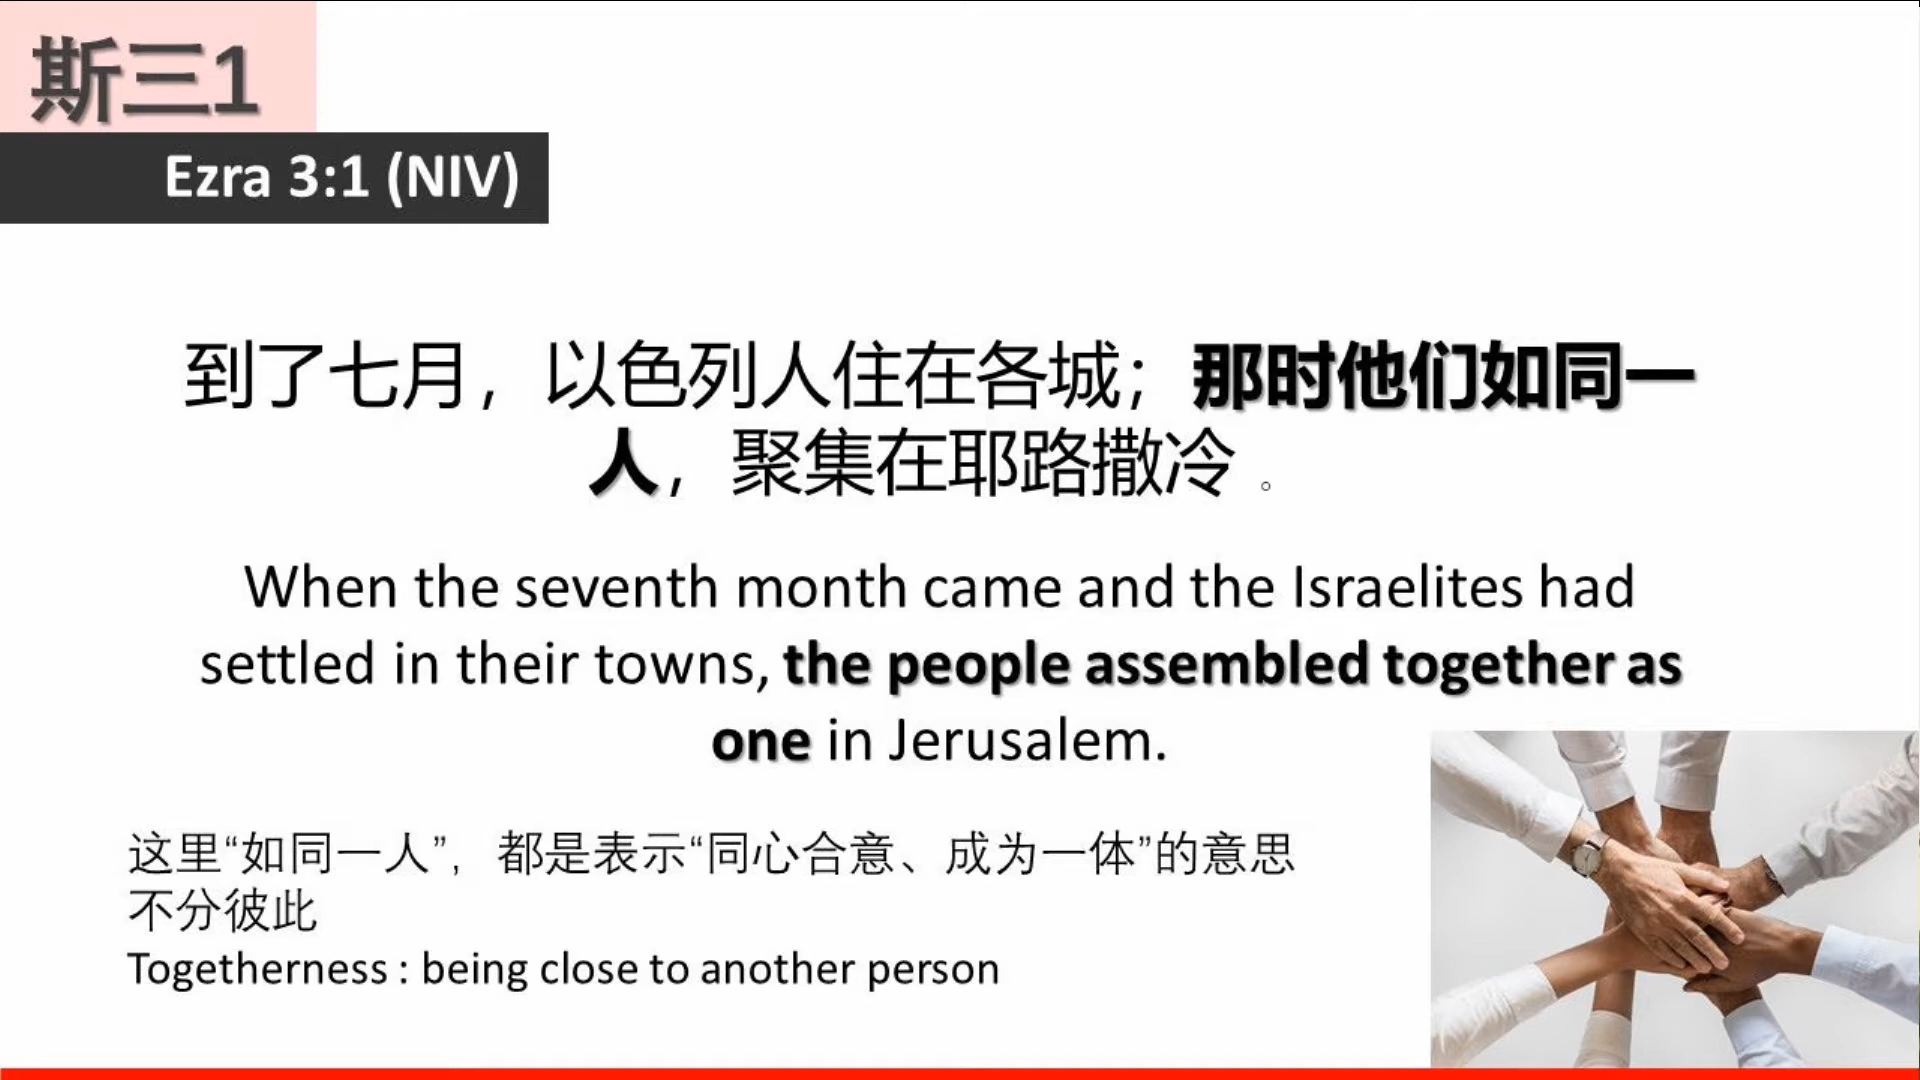 斯三1
Ezra 3:1 (NIV)
到了七月，以色列人住在各城；那时他们如同一
人，聚集在耶路撒冷 。
When the seventh month came and the Israelites had
settled in their towns, the people assembled together as
one in Jerusalem.
这里“如同一人”，都是表示“同心合意、成为一体”的意思
不分彼此
Togetherness : being close to another person